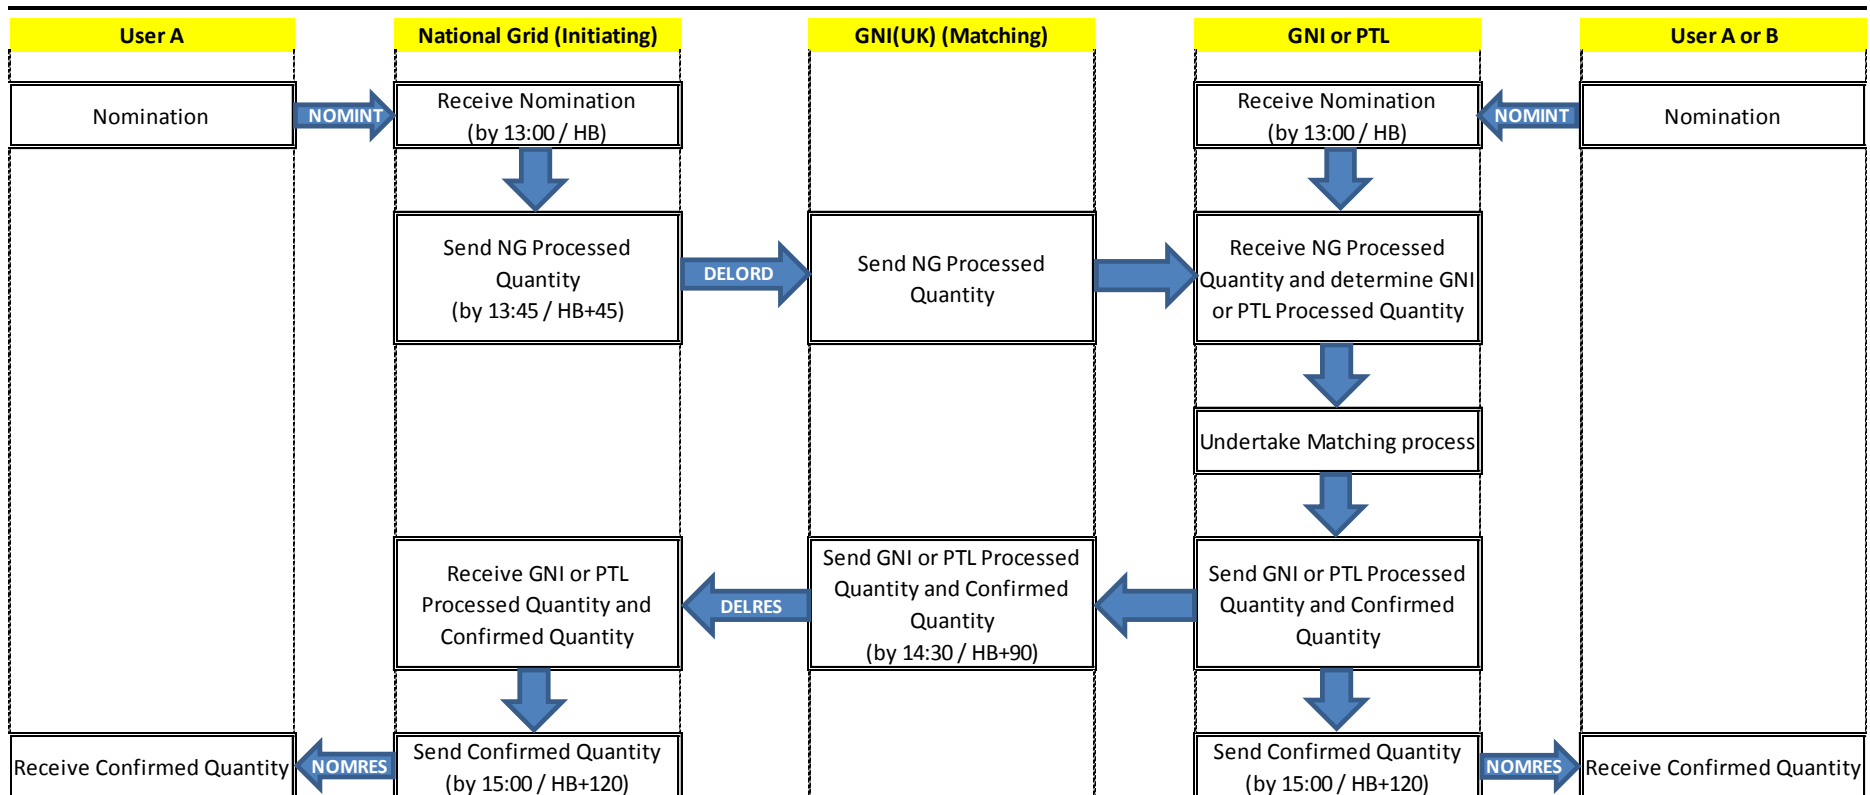 User A
National Grid (Initiating)
GNI(UK) (Matching)
GNI or PTL
User A or B
Nomination
NOMINT
Receive Nomination
(by 13:00 / HB)
Receive Nomination
(by 13:00 / HB)
NOMINT
Nomination
Send NG Processed
Quantity
(by 13:45 / HB+45)
DELORD
Send NG Processed
Quantity
Receive NG Processed
Quantity and determine GNI
or PTL Processed Quantity
Undertake Matching process
Receive GNI or PTL
Processed Quantity and
Confirmed Quantity
DELRES
Send GNI or PTL Processed
Quantity and Confirmed
Quantity
(by 14:30 / HB+90)
Send GNI or PTL Processed
Quantity and Confirmed
Quantity
Receive Confirmed Quantity
NOMRES
Send Confirmed Quantity
(by 15:00 / HB+120)
Send Confirmed Quantity
(by 15:00 / HB+120)
NOMRES
Receive Confirmed Quantity